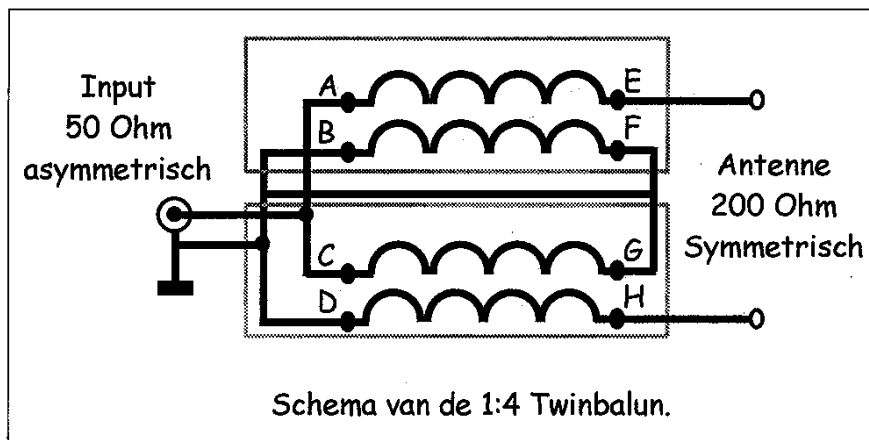 Input
50 Ohm
asymmetrisch
A
B
C
D
E
F
G
H
Antenne
200 Ohm
Symmetrisch
Schema van de 1:4 Twinbalun.